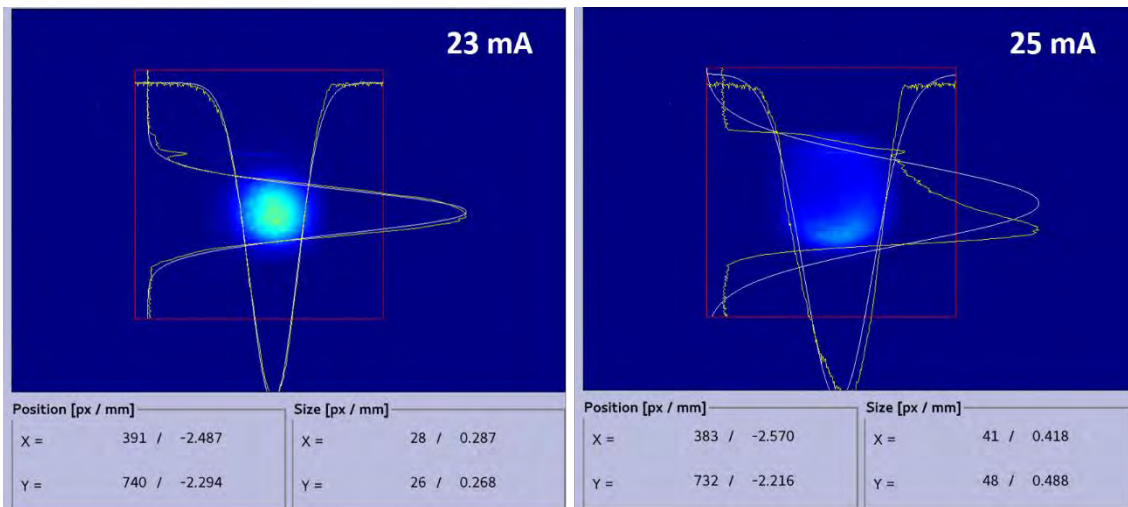 23 mA
Position [px / mm]
X = 391 / -2.487
Y = 740 / -2.294
Size [px / mm]
X = 28 / 0.287
Y = 26 / 0.268
25 mA
Position [px / mm]
X = 383 / -2.570
Y = 732 / -2.216
Size [px / mm]
X = 41 / 0.418
Y = 48 / 0.488